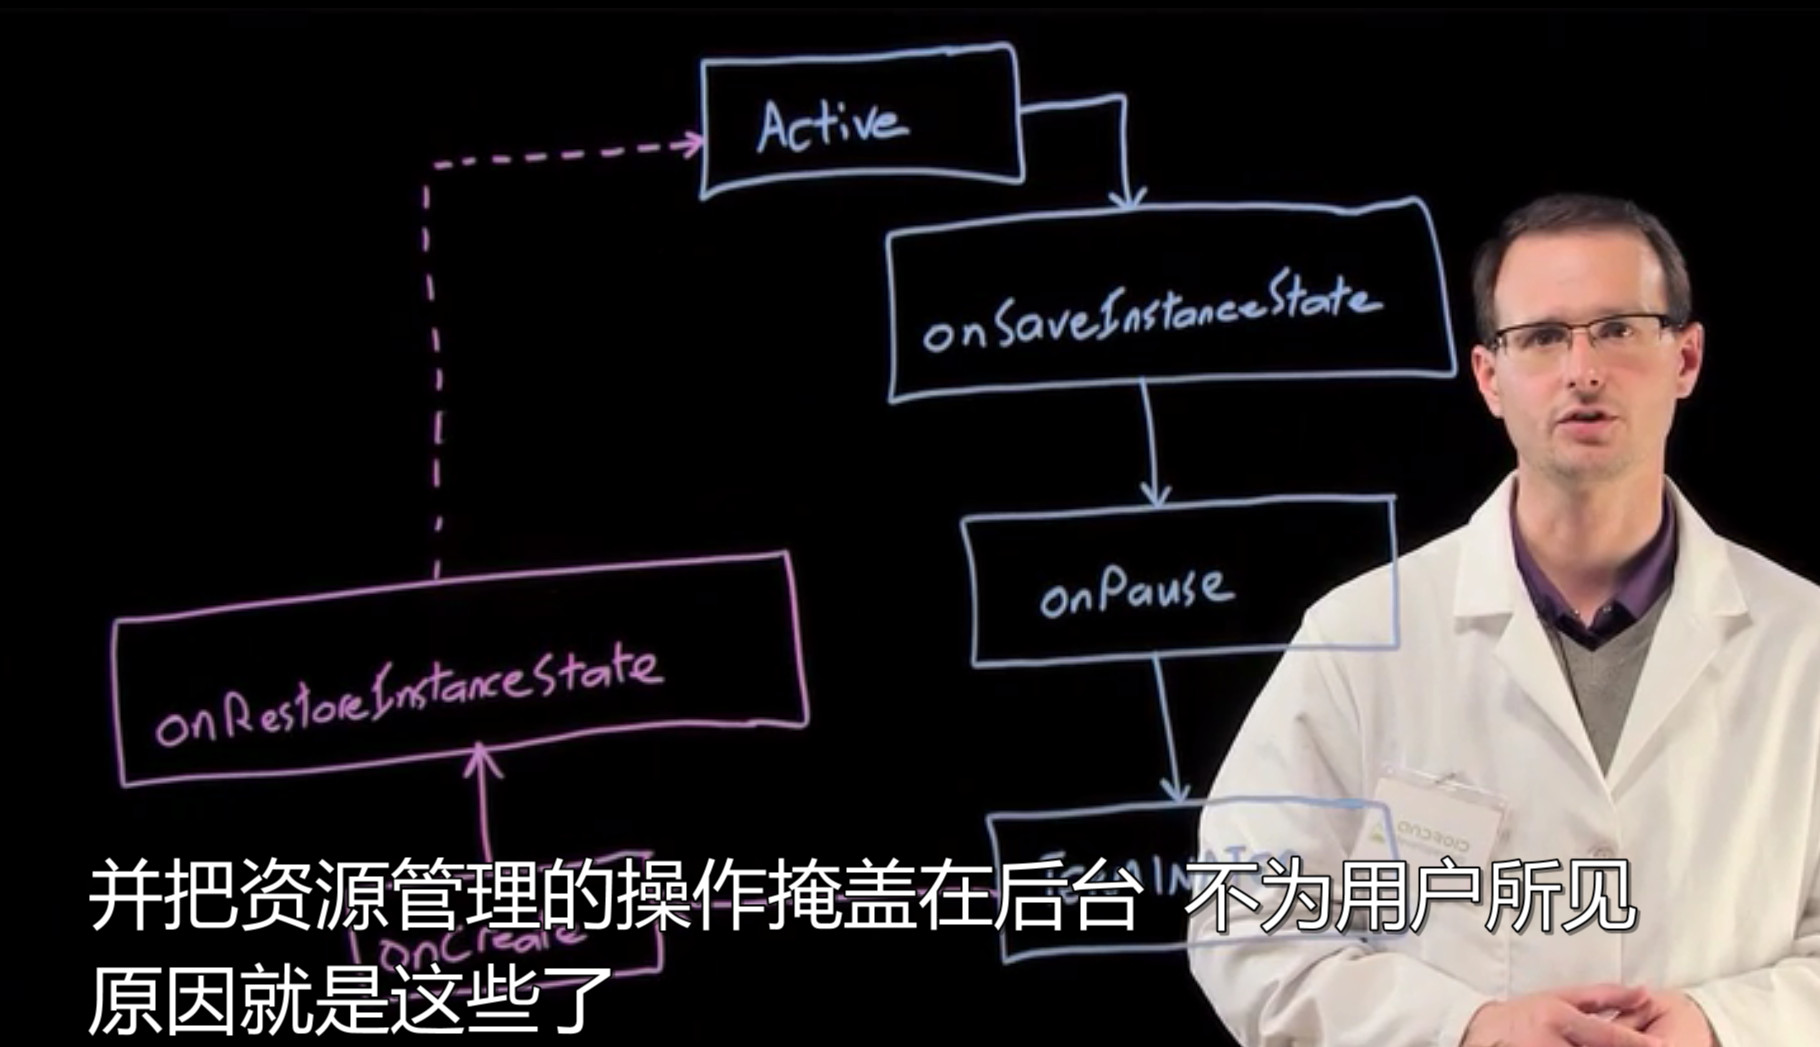 Active
onSaveInstanceState
onPause
onRestoreInstanceState
onCreate
并把资源管理的操作掩盖在后台 不为用户所见
原因就是这些了